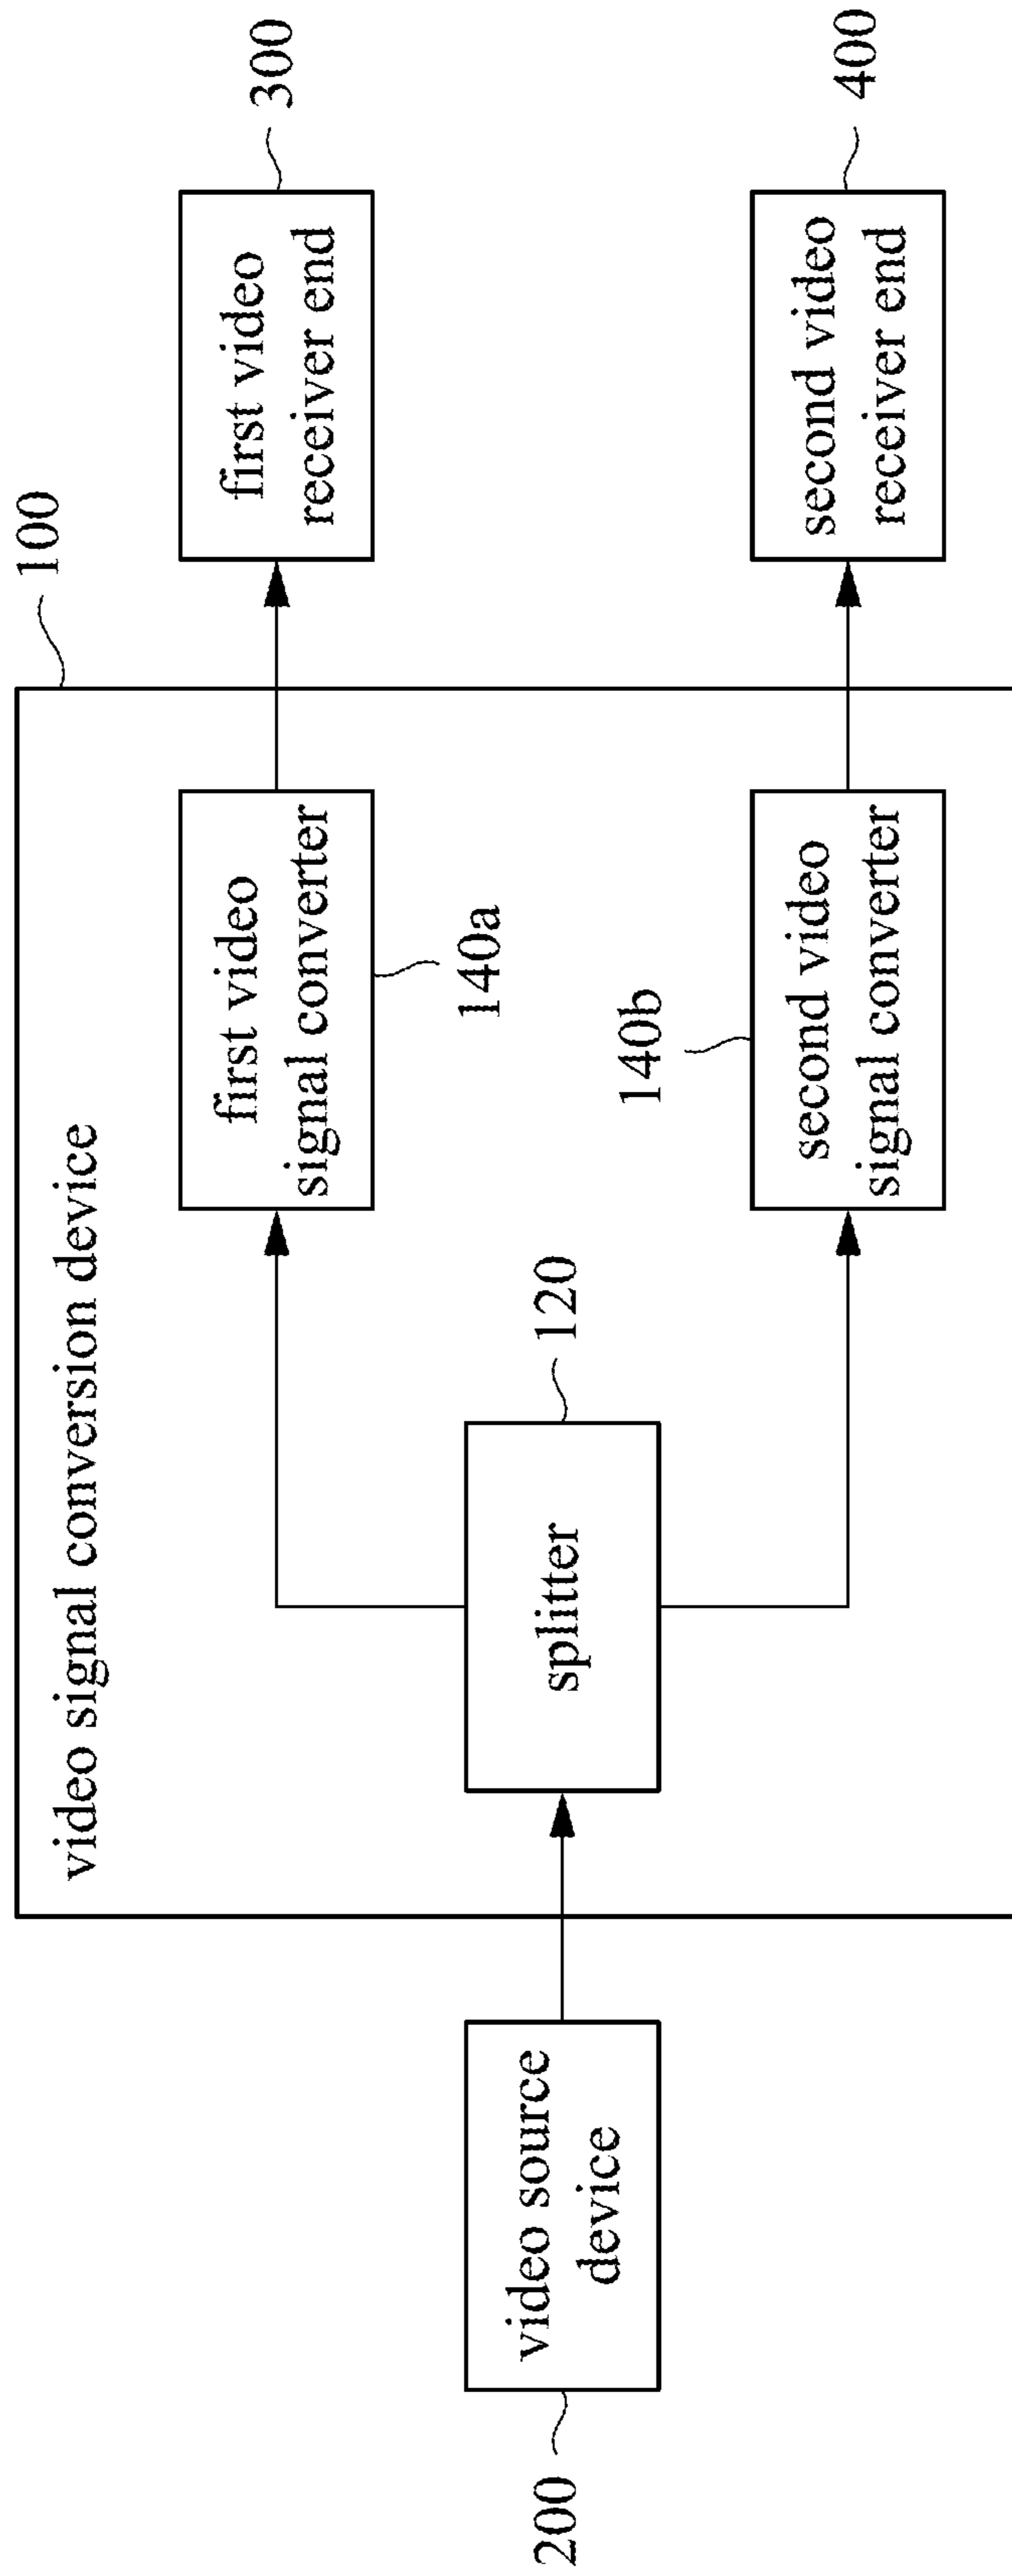 100
video signal conversion device
first video
signal converter
140a
first video
receiver end
300
200
video source
device
splitter
120
140b
second video
signal converter
second video
receiver end
400